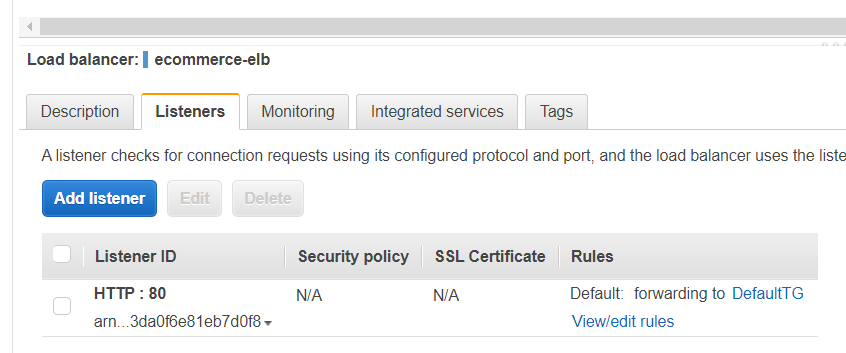 Load balancer: ecommerce-elb
Description Listeners Monitoring Integrated services Tags
A listener checks for connection requests using its configured protocol and port, and the load balancer uses the liste
Add listener Edit Delete
Listener ID Security policy SSL Certificate Rules
HTTP : 80 N/A N/A Default: forwarding to DefaultTG
arn...3da0f6e81eb7d0f8 View/edit rules